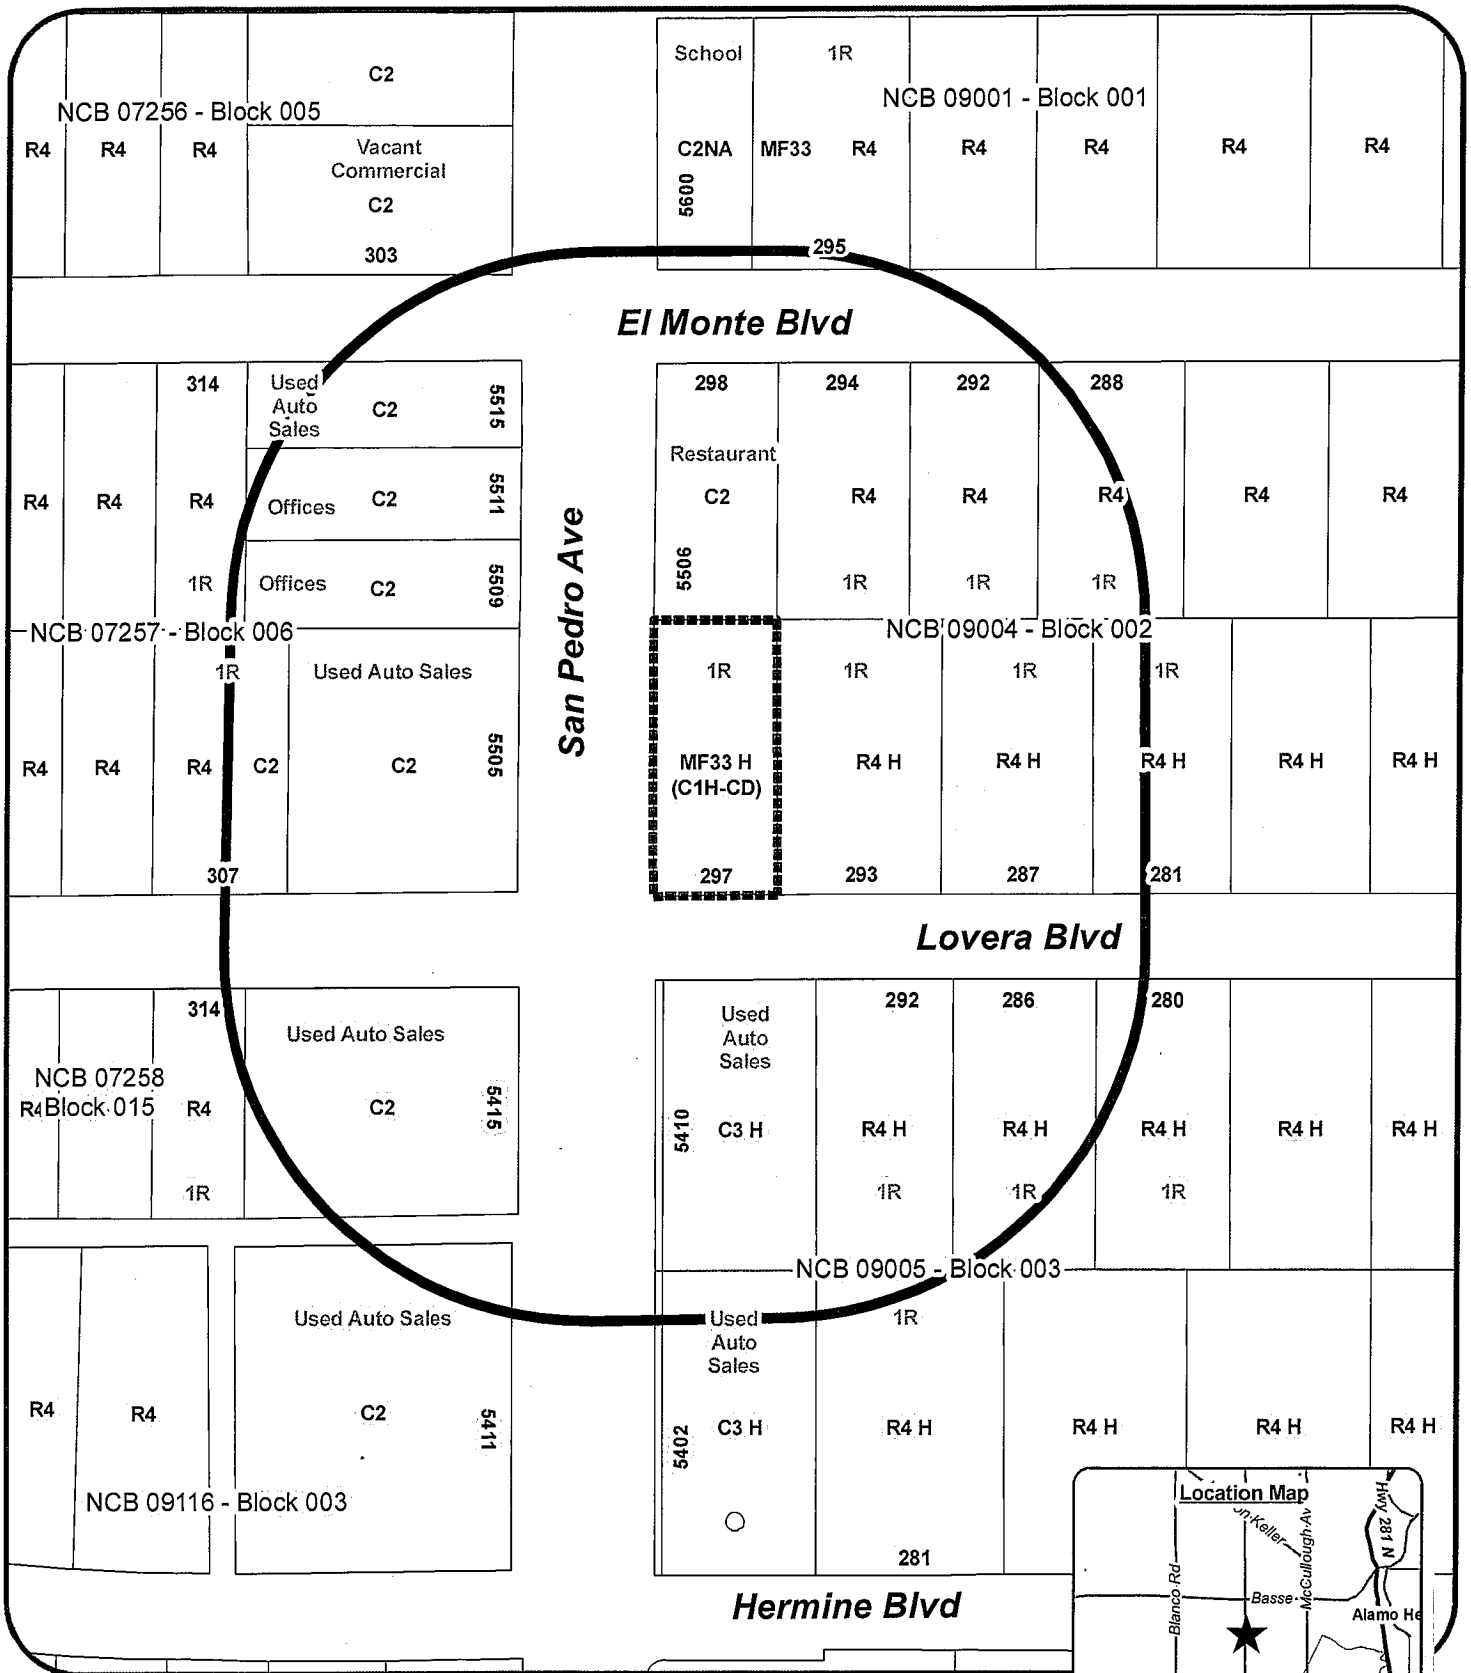 C2
School
1R
NCB 07256 - Block 005
NCB 09001 - Block 001
R4
R4
R4
Vacant
Commercial
C2
303
C2NA
MF33
R4
R4
R4
R4
R4
5600
295
El Monte Blvd
314
Used
Auto
Sales
C2
5515
298
294
292
288
Restaurant
R4
R4
R4
Offices
C2
5511
C2
R4
R4
R4
R4
R4
San Pedro Ave
1R
Offices
C2
5509
5506
1R
1R
1R
NCB 07257 - Block 006
NCB 09004 - Block 002
1R
Used Auto Sales
1R
1R
1R
1R
R4
R4
R4
C2
C2
5505
MF33 H
(C1H-CD)
R4 H
R4 H
R4 H
R4 H
R4 H
307
297
293
287
281
Lovera Blvd
314
Used Auto Sales
Used
Auto
Sales
292
286
280
NCB 07258
Block 015
R4
R4
C2
5415
5410
C3 H
R4 H
R4 H
R4 H
R4 H
R4 H
1R
1R
1R
1R
NCB 09005 - Block 003
Used Auto Sales
Used
Auto
Sales
1R
R4
R4
C2
5411
5402
C3 H
R4 H
R4 H
R4 H
R4 H
NCB 09116 - Block 003
281
Hermine Blvd
Location Map
on-Keller
McCullough Av
Hwy 281 N
Blanco Rd
Basse
Alamo He